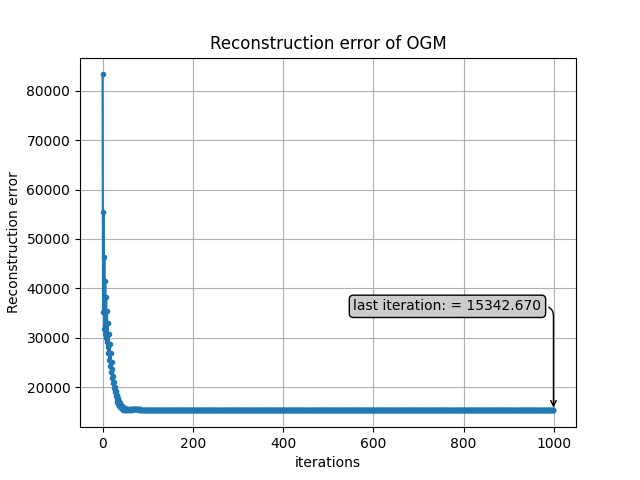 Reconstruction error of OGM
80000
70000
60000
50000
40000
30000
20000
Reconstruction error
last iteration: = 15342.670
0 200 400 600 800 1000
iterations